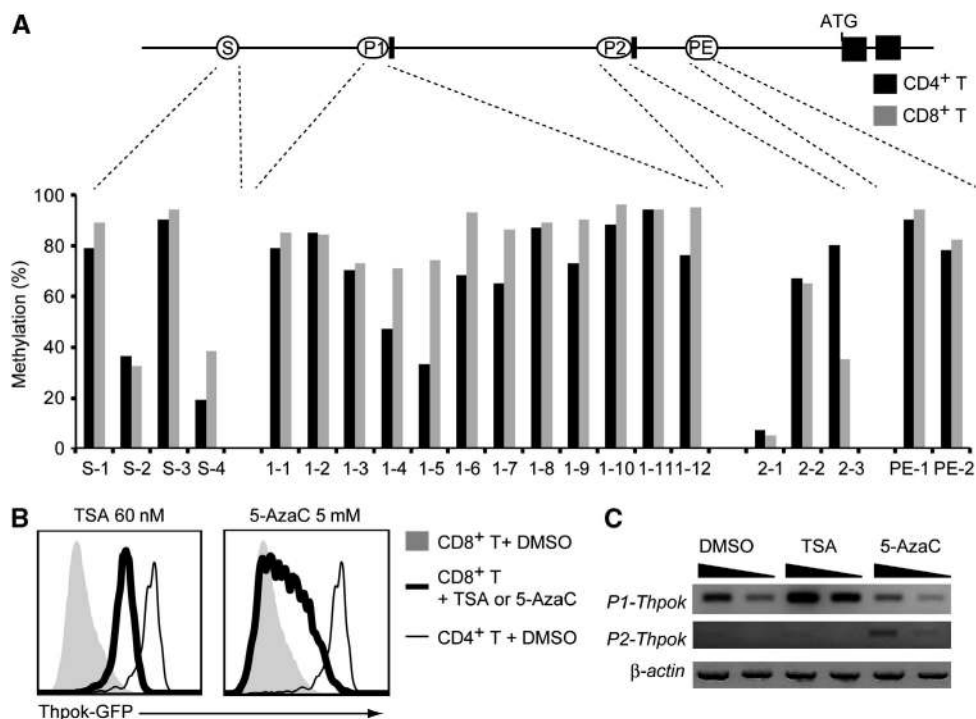 A
ATG
S
P1
P2
PE
CD4+ T
CD8+ T
Methylation (%)
100
80
60
40
20
0
S-1 S-2 S-3 S-4 1-1 1-2 1-3 1-4 1-5 1-6 1-7 1-8 1-9 1-10 1-11 1-12 2-1 2-2 2-3 PE-1 PE-2
B
TSA 60 nM
5-AzaC 5 mM
CD8+ T+ DMSO
CD8+ T
+ TSA or 5-AzaC
CD4+ T + DMSO
Thpok-GFP
C
DMSO TSA 5-AzaC
P1-Thpok
P2-Thpok
β-actin